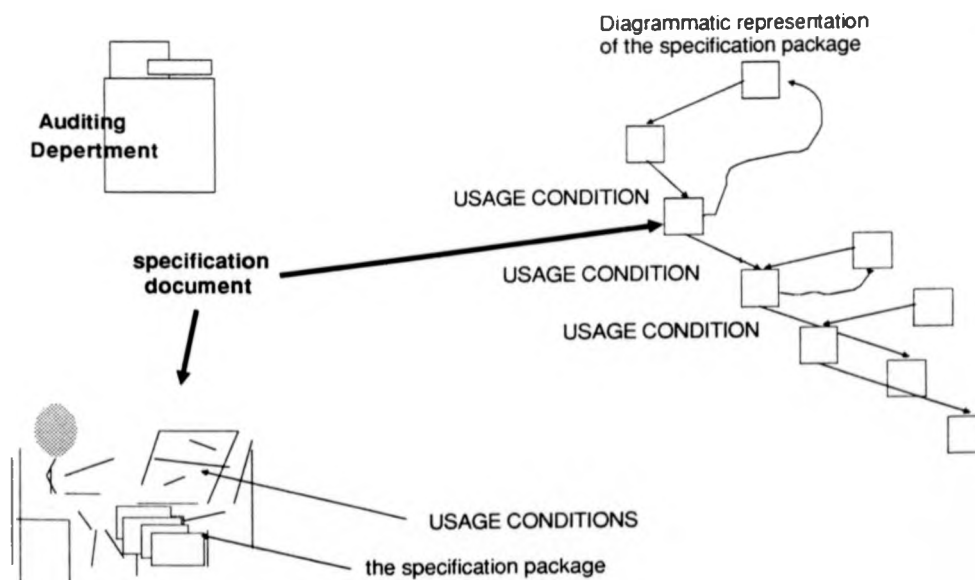 Diagrammatic representation
of the specification package
Auditing
Depertment
USAGE CONDITION
specification
document
USAGE CONDITION
USAGE CONDITION
USAGE CONDITIONS
the specification package